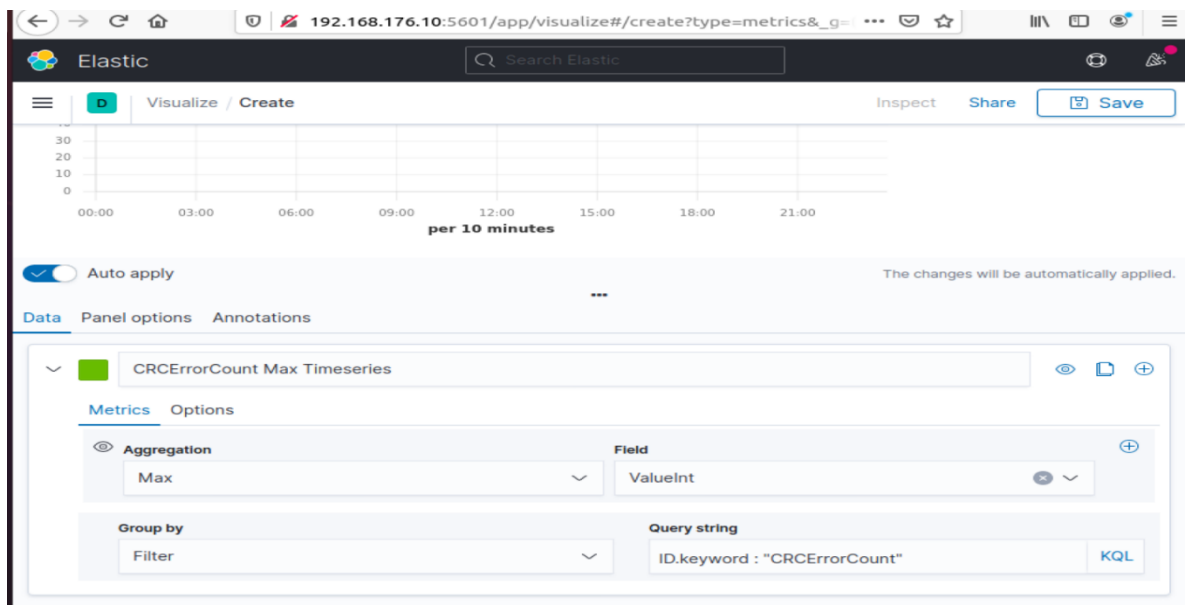 192.168.176.10:5601/app/visualize#/create?type=metrics&_g=
Elastic
Search Elastic
D Visualize / Create Inspect Share Save
30
20
10
0
00:00 03:00 06:00 09:00 12:00 15:00 18:00 21:00
per 10 minutes
Auto apply The changes will be automatically applied.
Data Panel options Annotations
CRCErrorCount Max Timeseries
Metrics Options
Aggregation Field
Max ValueInt
Group by Query string
Filter ID.keyword : "CRCErrorCount" KQL